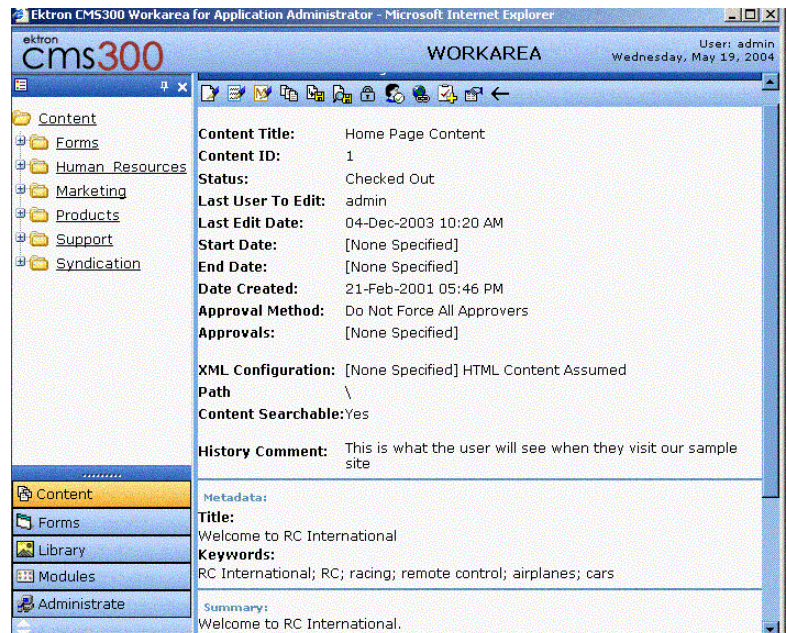 Ektron CMS300 Workarea for Application Administrator - Microsoft Internet Explorer
ektron
cms300
WORKAREA
User: admin
Wednesday, May 19, 2004
Content
Forms
Human Resources
Marketing
Products
Support
Syndication
Content Title: Home Page Content
Content ID: 1
Status: Checked Out
Last User To Edit: admin
Last Edit Date: 04-Dec-2003 10:20 AM
Start Date: [None Specified]
End Date: [None Specified]
Date Created: 21-Feb-2001 05:46 PM
Approval Method: Do Not Force All Approvers
Approvals: [None Specified]
XML Configuration: [None Specified] HTML Content Assumed
Path \
Content Searchable:Yes
History Comment: This is what the user will see when they visit our sample
site
Content
Forms
Library
Modules
Administrate
Metadata:
Title:
Welcome to RC International
Keywords:
RC International; RC; racing; remote control; airplanes; cars
Summary:
Welcome to RC International.